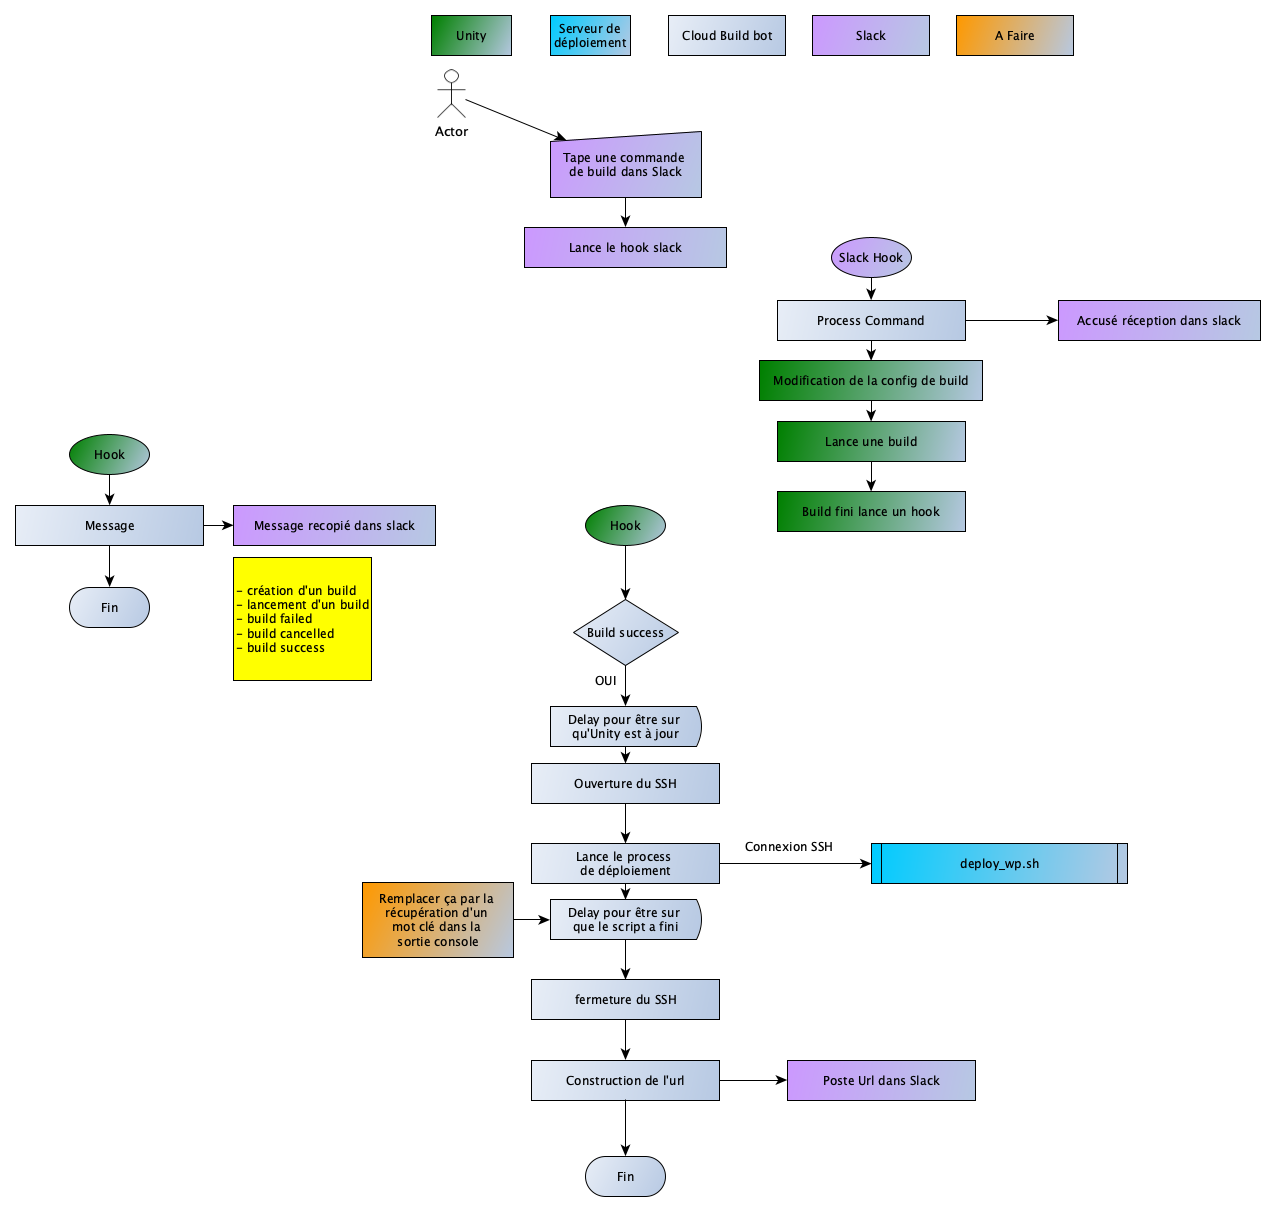 Unity
Serveur de
déploiement
Cloud Build bot
Slack
A Faire
Actor
Tape une commande
de build dans Slack
Lance le hook slack
Slack Hook
Process Command
Accusé réception dans slack
Modification de la config de build
Lance une build
Build fini lance un hook
Hook
Message
Message recopié dans slack
Fin
- création d'un build
- lancement d'un build
- build failed
- build cancelled
- build success
Hook
Build success
OUI
Delay pour être sur
qu'Unity est à jour
Ouverture du SSH
Lance le process
de déploiement
Connexion SSH
deploy_wp.sh
Remplacer ça par la
récupération d'un
mot clé dans la
sortie console
Delay pour être sur
que le script a fini
fermeture du SSH
Construction de l'url
Poste Url dans Slack
Fin